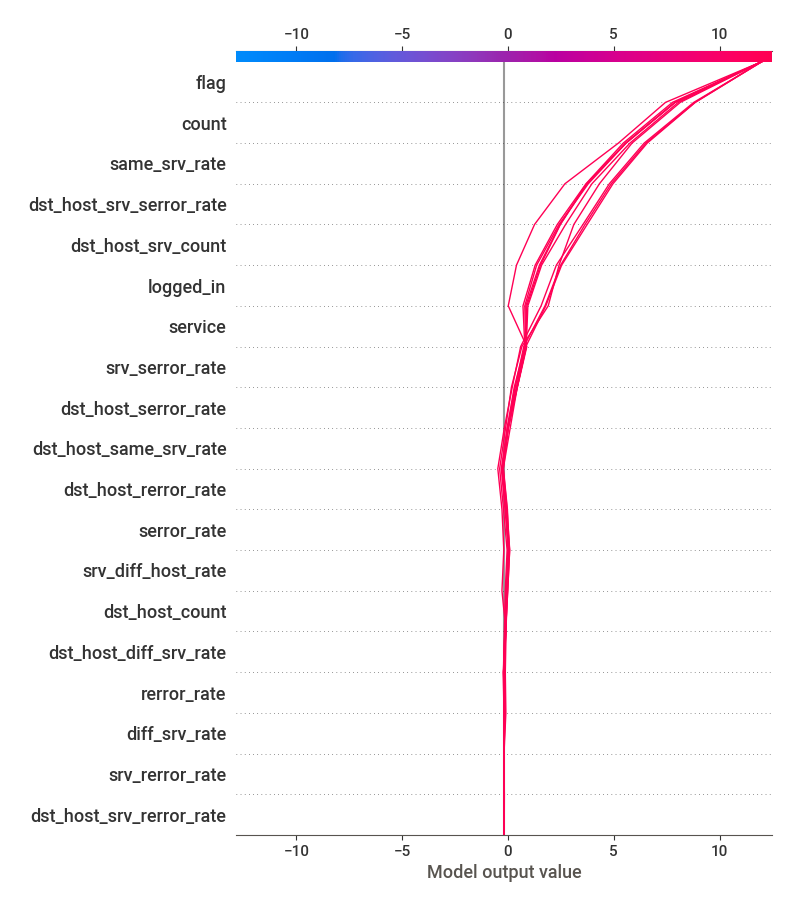 −10 −5 0 5 10
flag
count
same_srv_rate
dst_host_srv_serror_rate
dst_host_srv_count
logged_in
service
srv_serror_rate
dst_host_serror_rate
dst_host_same_srv_rate
dst_host_rerror_rate
serror_rate
srv_diff_host_rate
dst_host_count
dst_host_diff_srv_rate
rerror_rate
diff_srv_rate
srv_rerror_rate
dst_host_srv_rerror_rate
−10 −5 0 5 10
Model output value